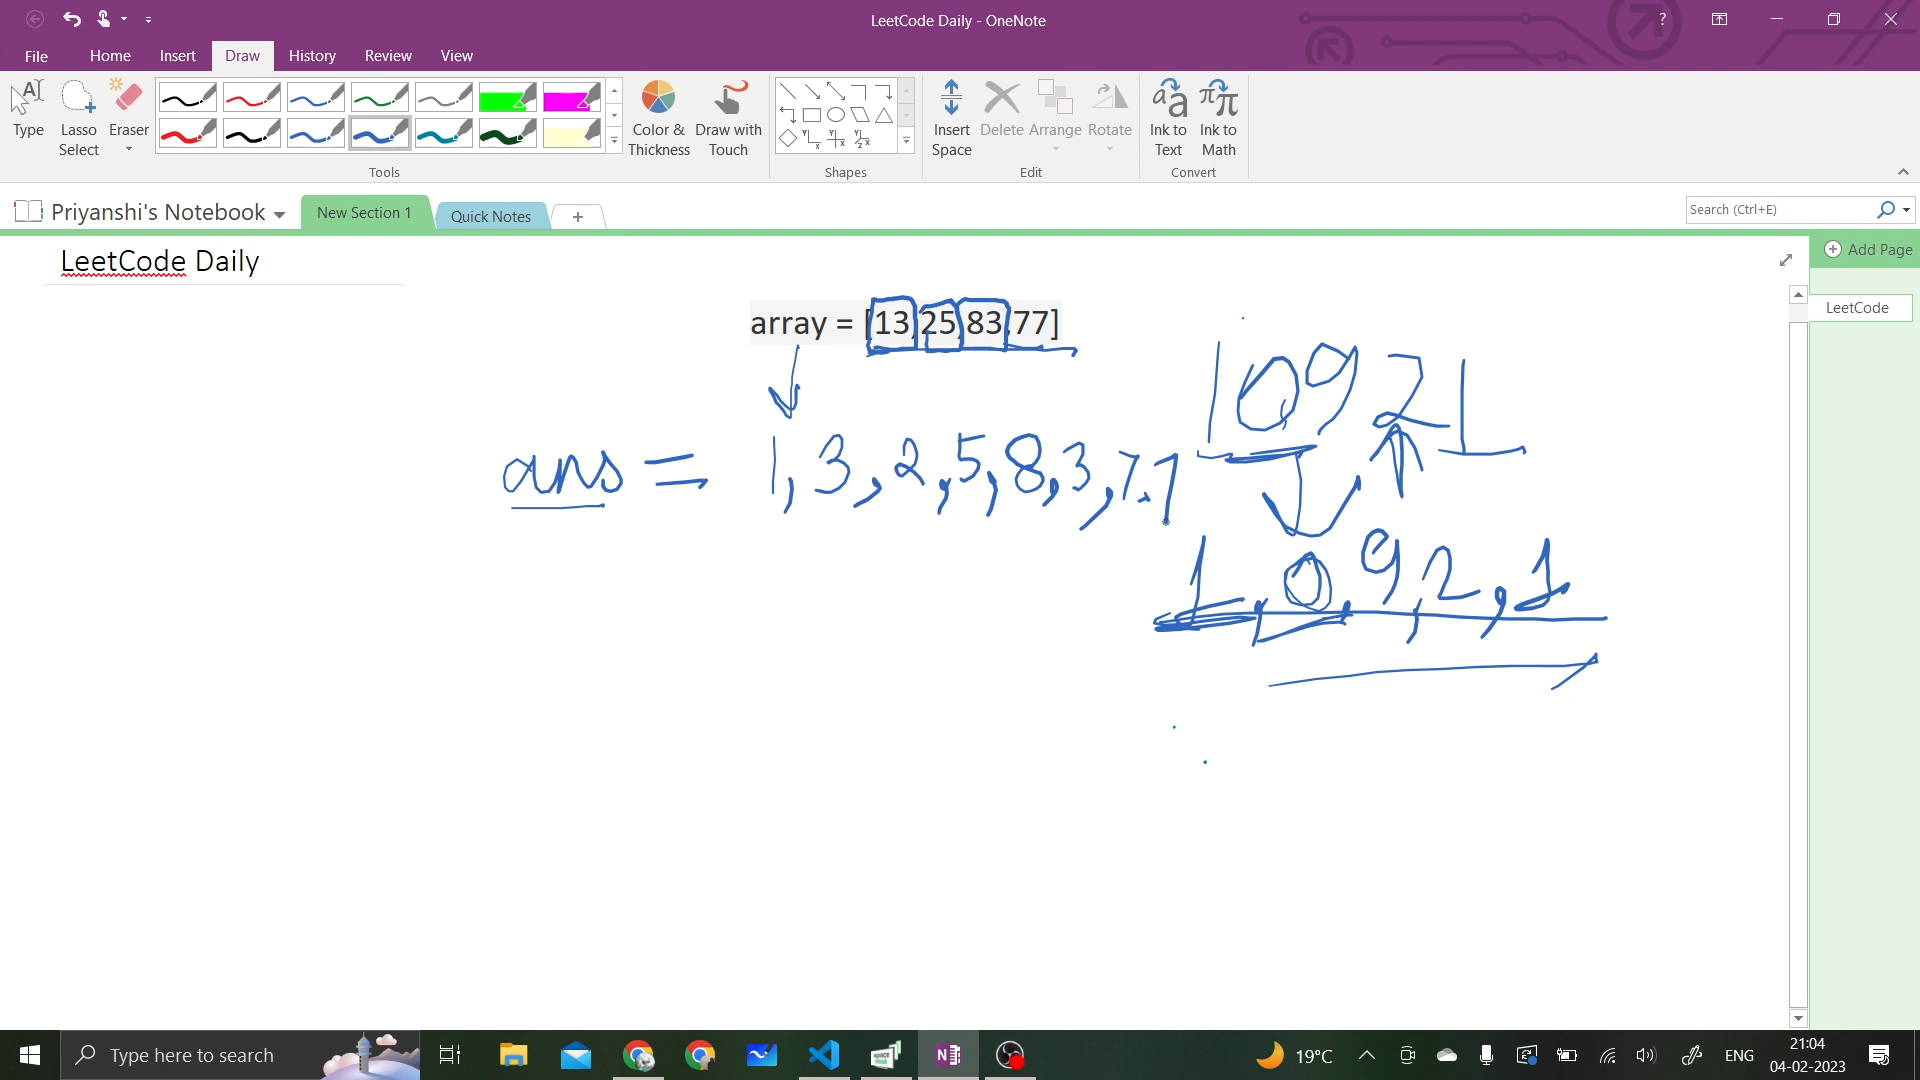 LeetCode Daily - OneNote
?
File Home Insert Draw History Review View
Type
Lasso Select
Eraser
Color & Thickness
Draw with Touch
Insert Space
Delete
Arrange
Rotate
Ink to Text
Ink to Math
Tools
Shapes
Edit
Convert
Priyanshi's Notebook
New Section 1
Quick Notes
+
Search (Ctrl+E)
LeetCode Daily
Add Page
LeetCode
array = [13,25,83,77]
10921
ans = 1,3,2,5,8,3,7,7
1,0,9,2,1
Type here to search
19°C
ENG
21:04
04-02-2023